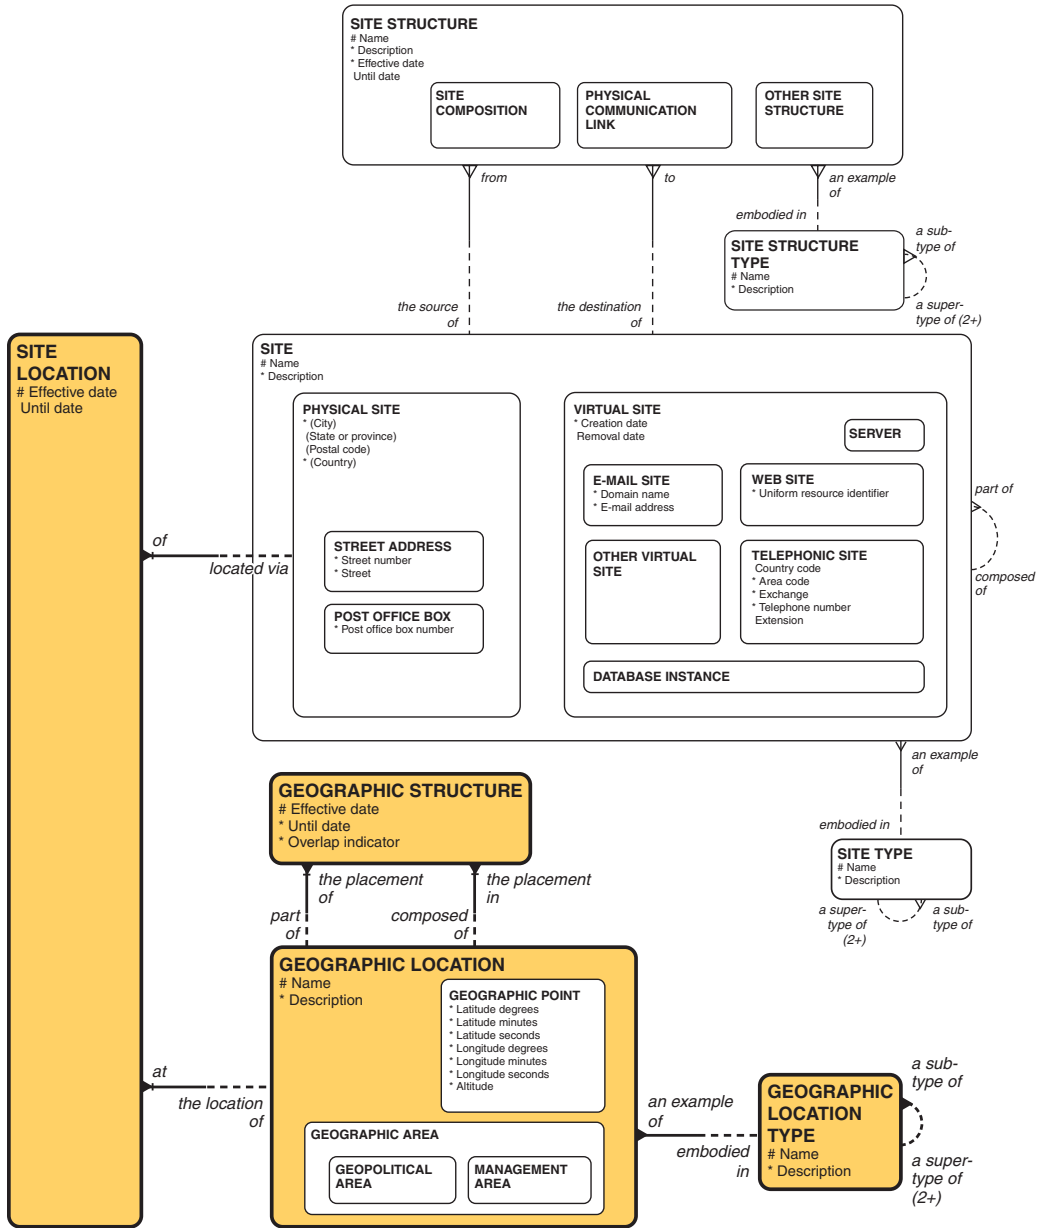 SITE STRUCTURE
# Name
* Description
* Effective date
Until date
SITE
COMPOSITION
PHYSICAL
COMMUNICATION
LINK
OTHER SITE
STRUCTURE
from
to
an example
of
embodied in
SITE STRUCTURE
TYPE
# Name
* Description
a sub-
type of
a super-
type of (2+)
the source
of
the destination
of
SITE
LOCATION
# Effective date
Until date
of
located via
SITE
# Name
* Description
PHYSICAL SITE
* (City)
(State or province)
(Postal code)
* (Country)
STREET ADDRESS
* Street number
* Street
POST OFFICE BOX
* Post office box number
VIRTUAL SITE
* Creation date
Removal date
SERVER
E-MAIL SITE
* Domain name
* E-mail address
WEB SITE
* Uniform resource identifier
OTHER VIRTUAL
SITE
TELEPHONIC SITE
Country code
* Area code
* Exchange
* Telephone number
Extension
DATABASE INSTANCE
part of
composed
of
an example
of
embodied in
SITE TYPE
# Name
* Description
a super-
type of
(2+)
a sub-
type of
GEOGRAPHIC STRUCTURE
# Effective date
* Until date
* Overlap indicator
the placement
of
the placement
in
part
of
composed
of
GEOGRAPHIC LOCATION
# Name
* Description
GEOGRAPHIC POINT
* Latitude degrees
* Latitude minutes
* Latitude seconds
* Longitude degrees
* Longitude minutes
* Longitude seconds
* Altitude
GEOGRAPHIC AREA
GEOPOLITICAL
AREA
MANAGEMENT
AREA
at
the location
of
an example
of
embodied
in
GEOGRAPHIC
LOCATION
TYPE
# Name
* Description
a sub-
type of
a super-
type of
(2+)